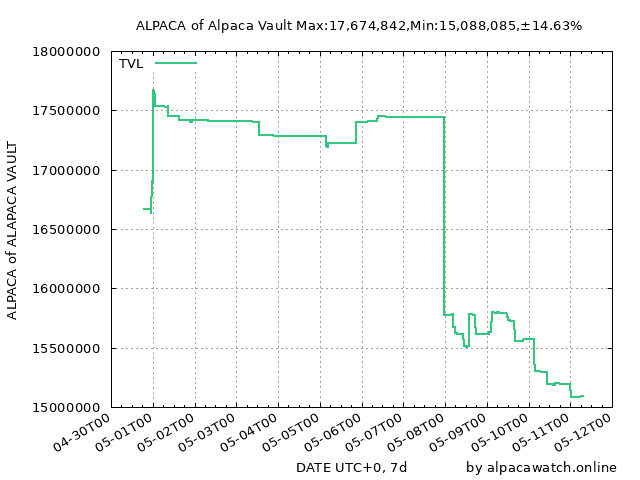 ALPACA of Alpaca Vault Max:17,674,842,Min:15,088,085,±14.63%
TVL
ALPACA of ALAPACA VAULT
18000000
17500000
17000000
16500000
16000000
15500000
15000000
04-30T00
05-01T00
05-02T00
05-03T00
05-04T00
05-05T00
05-06T00
05-07T00
05-08T00
05-09T00
05-10T00
05-11T00
05-12T00
DATE UTC+0, 7d
by alpacawatch.online